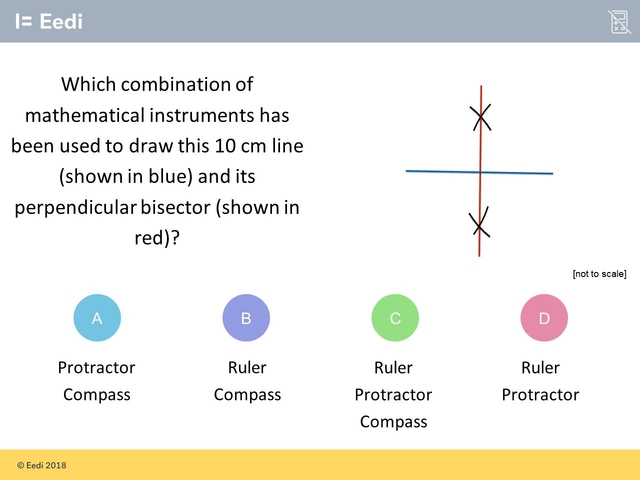 I= Eedi
Which combination of
mathematical instruments has
been used to draw this 10 cm line
(shown in blue) and its
perpendicular bisector (shown in
red)?
[not to scale]
A
B
C
D
Protractor
Compass
Ruler
Compass
Ruler
Protractor
Compass
Ruler
Protractor
© Eedi 2018